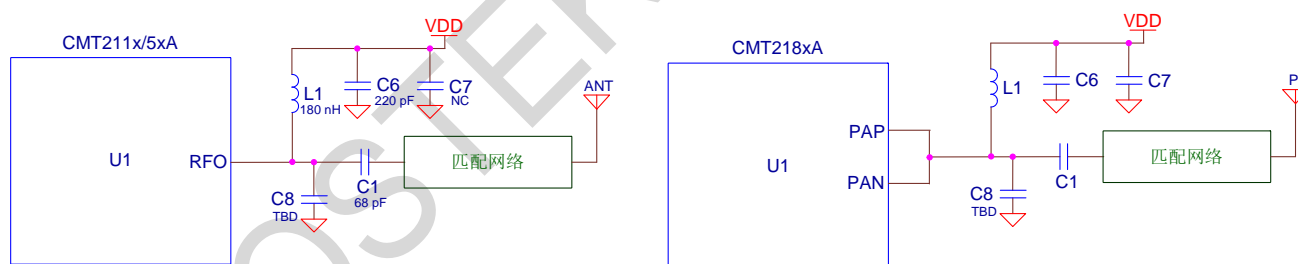 CMT211x/5xA
VDD
L1
180 nH
C6
220 pF
C7
NC
ANT
U1
RFO
匹配网络
C8
TBD
C1
68 pF
CMT218xA
VDD
L1
C6
C7
P
PAP
U1
PAN
匹配网络
C8
TBD
C1